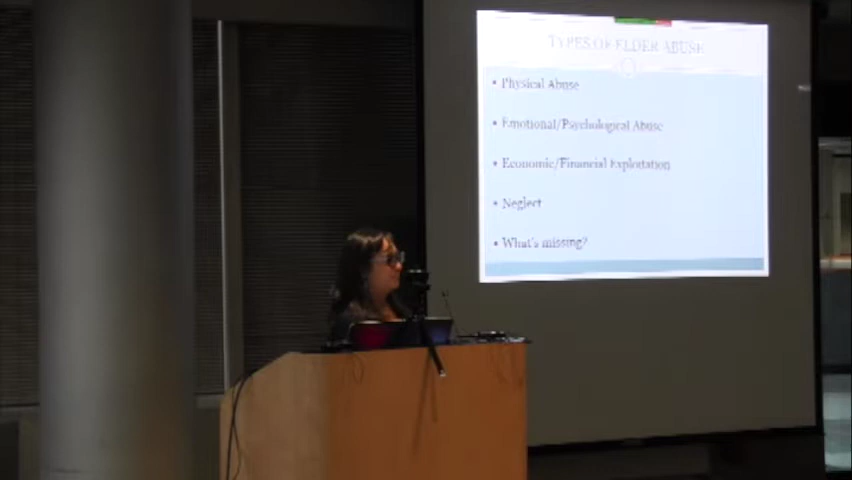 TYPES OF ELDER ABUSE
• Physical Abuse
• Emotional/Psychological Abuse
• Economic/Financial Exploitation
• Neglect
• What's missing?